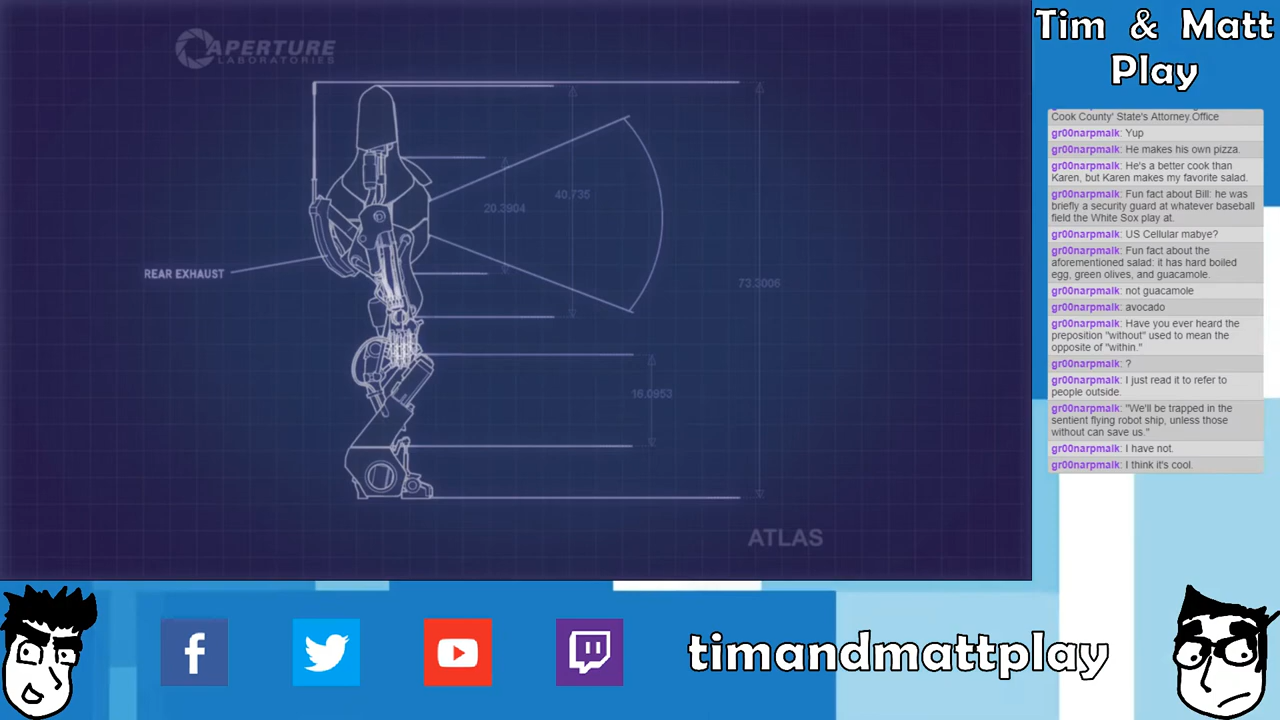 APERTURE
LABORATORIES
REAR EXHAUST
20.3904
40.735
73.3006
16.0953
ATLAS
Tim & Matt
Play
Cook County' State's Attorney.Office
gr00narpmalk: Yup
gr00narpmalk: He makes his own pizza.
gr00narpmalk: He's a better cook than
Karen, but Karen makes my favorite salad.
gr00narpmalk: Fun fact about Bill: he was
briefly a security guard at whatever baseball
field the White Sox play at.
gr00narpmalk: US Cellular mabye?
gr00narpmalk: Fun fact about the
aforementioned salad: it has hard boiled
egg, green olives, and guacamole.
gr00narpmalk: not guacamole
gr00narpmalk: avocado
gr00narpmalk: Have you ever heard the
preposition "without" used to mean the
opposite of "within."
gr00narpmalk: ?
gr00narpmalk: I just read it to refer to
people outside.
gr00narpmalk: "We'll be trapped in the
sentient flying robot ship, unless those
without can save us."
gr00narpmalk: I have not.
gr00narpmalk: I think it's cool.
timandmattplay